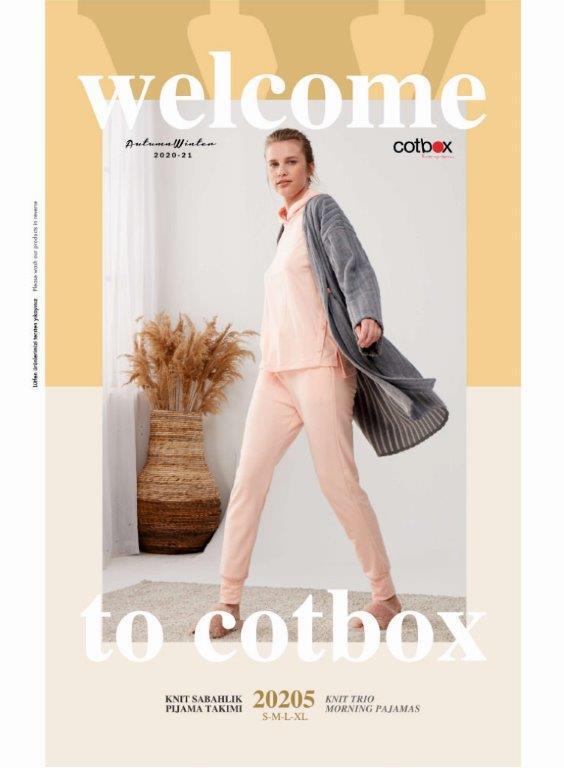 welcome
Autumn Winter
2020-21
cotbox
Lütfen ürünlerimizi tersten yıkayınız Please wash our products in reverse
to cotbox
KNIT SABAHLIK
PIJAMA TAKIMI
20205
S-M-L-XL
KNIT TRIO
MORNING PAJAMAS